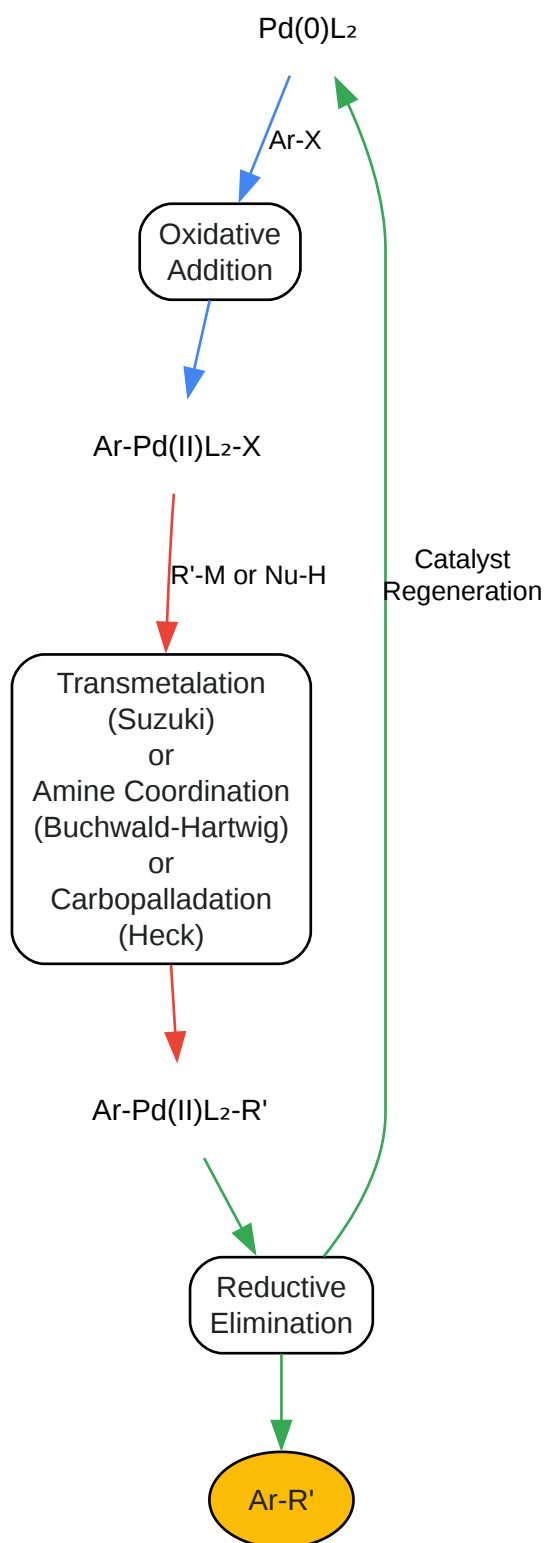 Pd(0)L₂
Ar-X
Oxidative
Addition
Ar-Pd(II)L₂-X
R'-M or Nu-H
Catalyst
Regeneration
Transmetalation
(Suzuki)
or
Amine Coordination
(Buchwald-Hartwig)
or
Carbopalladation
(Heck)
Ar-Pd(II)L₂-R'
Reductive
Elimination
Ar-R'